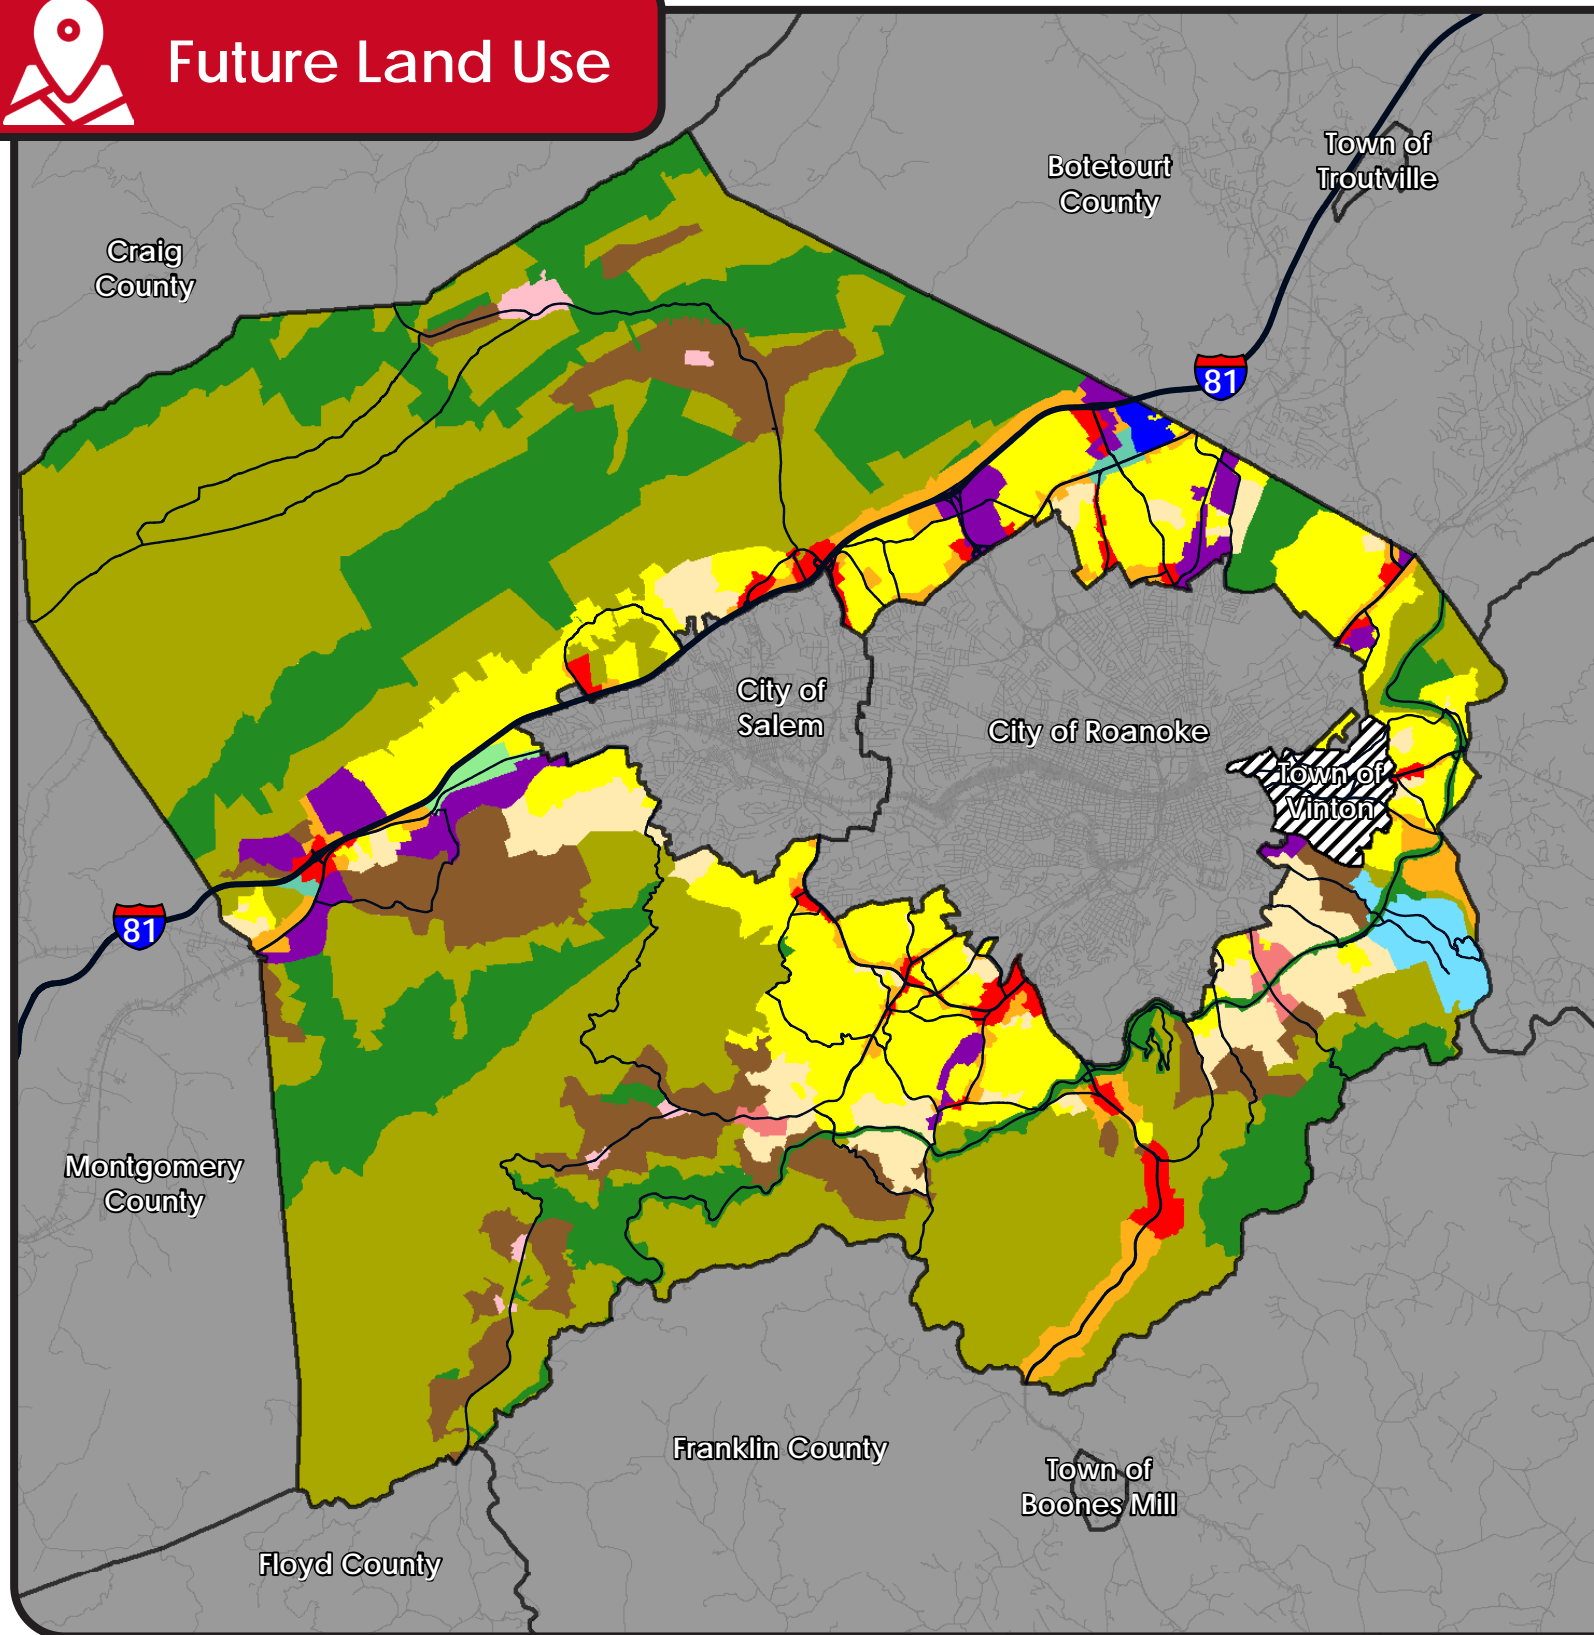 Future Land Use
Town of
Troutville
Botetourt
County
Craig
County
81
City of
Salem
City of Roanoke
Town of
Vinton
81
Montgomery
County
Franklin County
Town of
Boones Mill
Floyd County